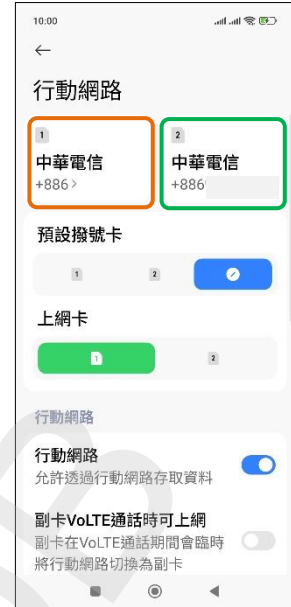 10:00
行動網路
1
中華電信
+886 >
2
中華電信
+886
預設撥號卡
1
2
上網卡
1
2
行動網路
行動網路
允許透過行動網路存取資料
副卡VoLTE通話時可上網
副卡在VoLTE通話期間會臨時
將行動網路切換為副卡